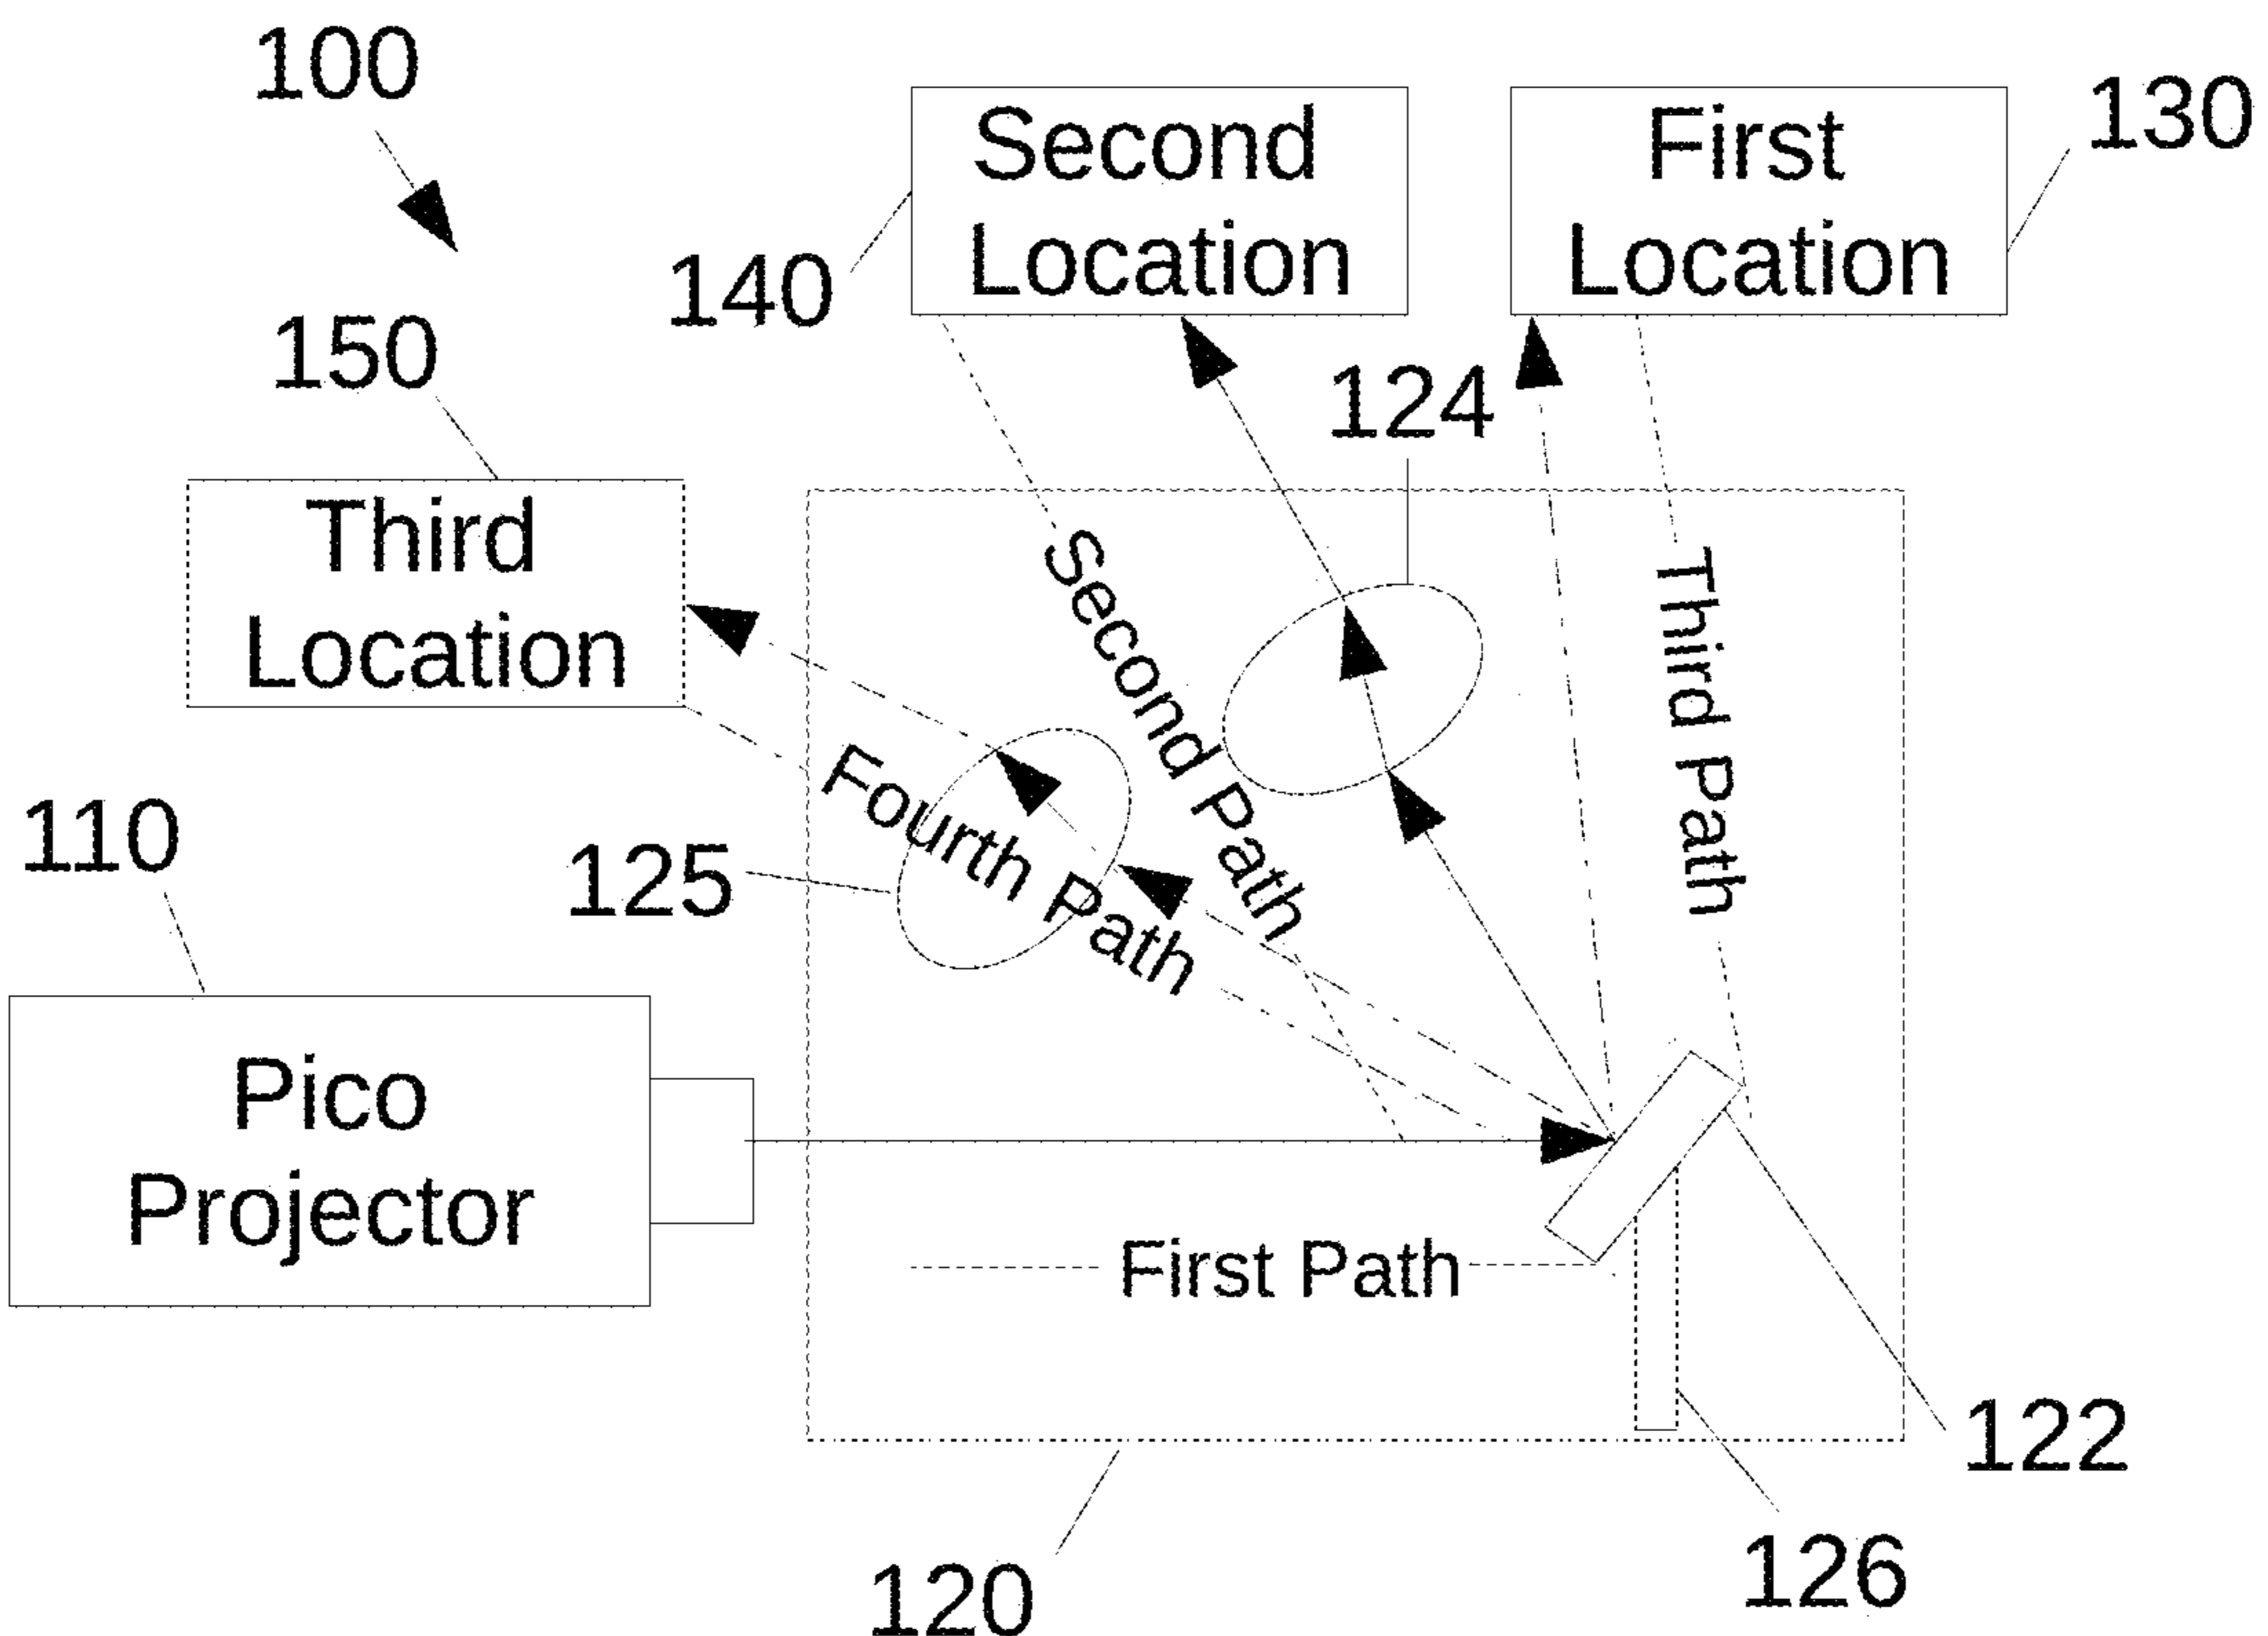 100
130
Second
Location
First
Location
140
150
124
Third
Location
Second Path
Third Path
Fourth Path
110
125
Pico
Projector
First Path
122
126
120